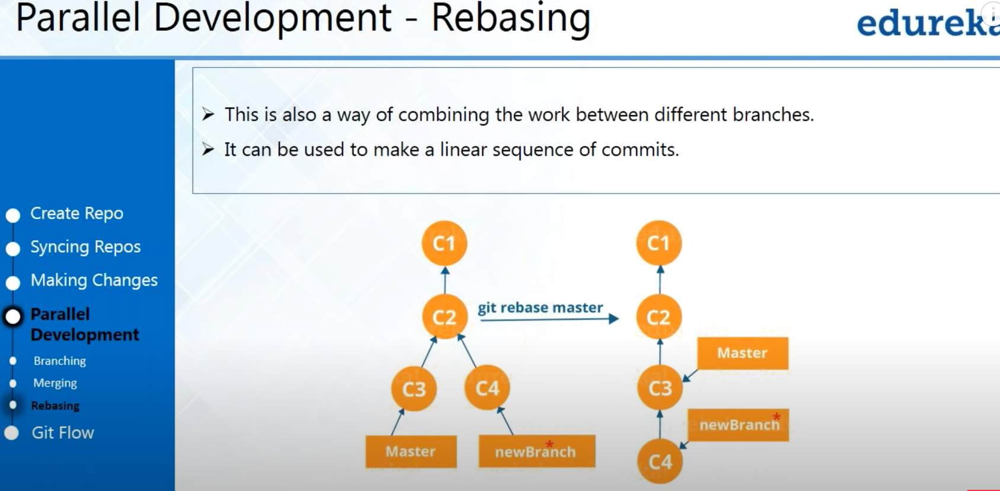 Parallel Development - Rebasing
edureka
This is also a way of combining the work between different branches.
It can be used to make a linear sequence of commits.
Create Repo
Syncing Repos
Making Changes
Parallel
Development
Branching
Merging
Rebasing
Git Flow
C1
C2
C3
C4
Master
newBranch
*
git rebase master
C1
C2
Master
C3
newBranch
*
C4